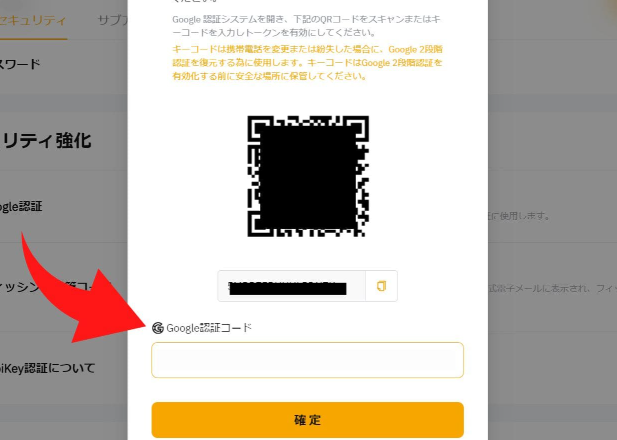 セキュリティ
サブ
Google 認証システムを開き、下記のQRコードをスキャンまたはキ
ーコードを入力しトークンを有効にしてください。
キーコードは携帯電話を変更または紛失した場合に、Google 2段階
認証を復元する為に使用します。キーコードはGoogle 2段階認証を
有効化する前に安全な場所に保管してください。
スワード
リティ強化
ogle認証
に使用します。
ィッシン
コー
式電子メールに表示され、フィー
Google認証コード
piKey認証について
確定